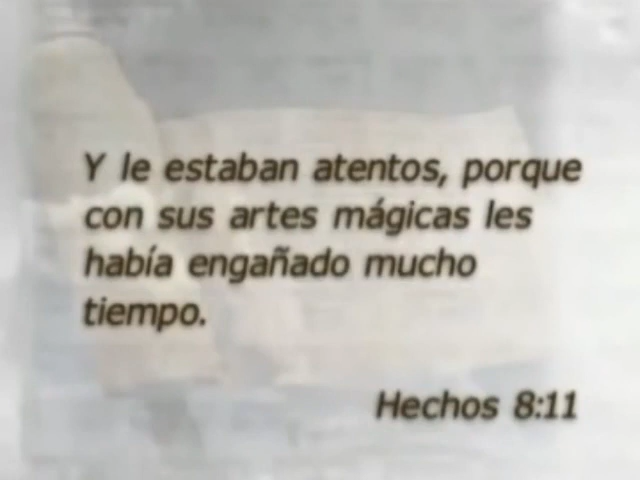 Y le estaban atentos, porque
con sus artes mágicas les
había engañado mucho
tiempo.
Hechos 8:11